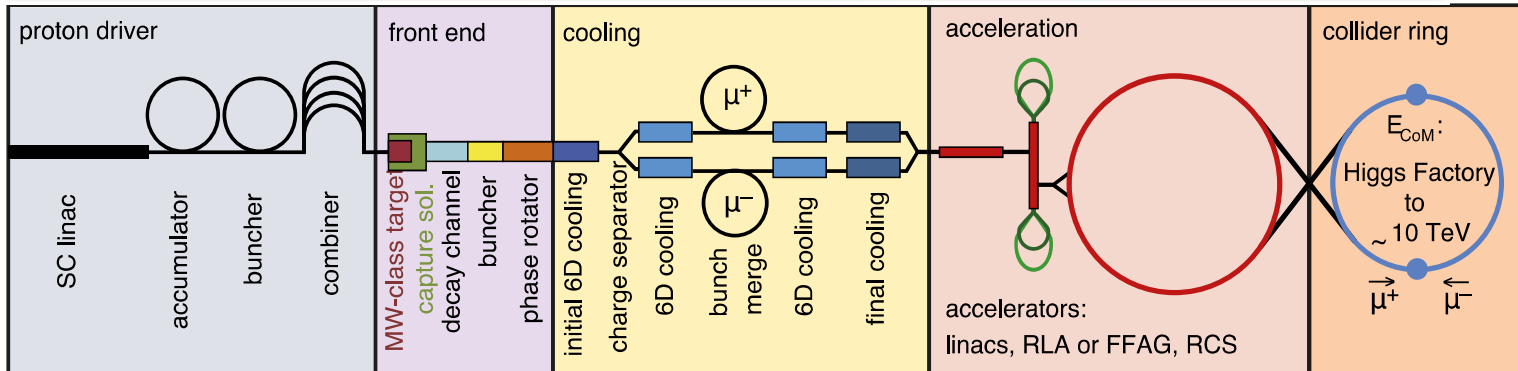 proton driver
SC linac
accumulator
buncher
combiner
front end
MW-class target
capture sol.
decay channel
buncher
phase rotator
cooling
initial 6D cooling
charge separator
6D cooling
μ+
μ−
bunch
merge
6D cooling
final cooling
acceleration
accelerators:
linacs, RLA or FFAG, RCS
collider ring
ECoM:
Higgs Factory
to
~ 10 TeV
μ+ μ−